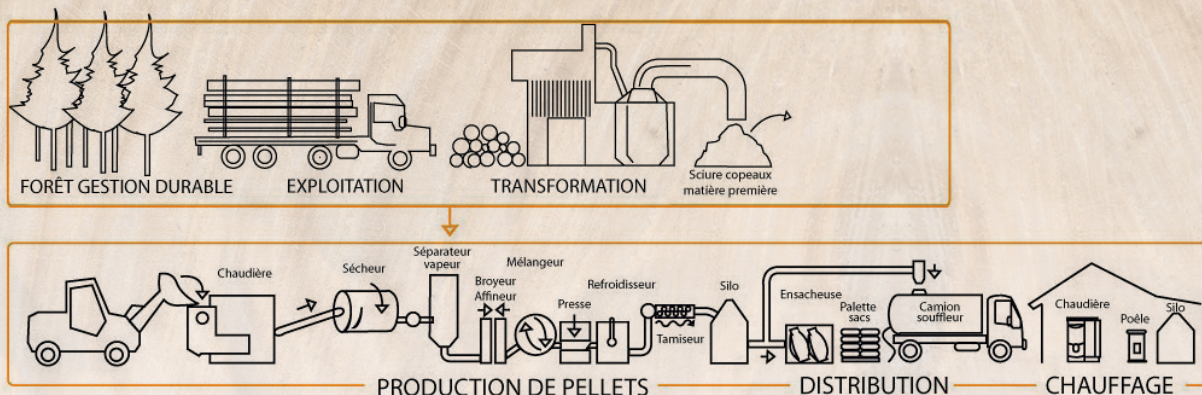 FORÊT GESTION DURABLE
EXPLOITATION
TRANSFORMATION
Sciure copeaux
matière première
Chaudière
Sécheur
Séparateur
vapeur
Broyeur
Affineur
Mélangeur
Presse
Refroidisseur
Tamiseur
Silo
Ensacheuse
Palette
sacs
Camion
souffleur
Chaudière
Poêle
Silo
PRODUCTION DE PELLETS
DISTRIBUTION
CHAUFFAGE